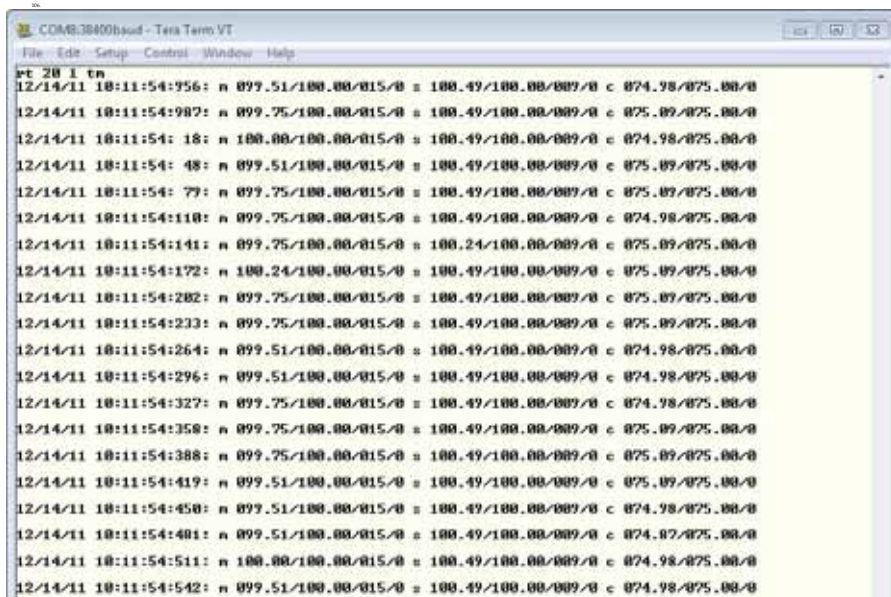 COM8:38400baud - Tera Term VT
File Edit Setup Control Window Help
rt 20 1 tm
12/14/11 10:11:54:956: m 099.51/100.00/015/0 s 100.49/100.00/009/0 c 074.98/075.00/0
12/14/11 10:11:54:987: m 099.75/100.00/015/0 s 100.49/100.00/009/0 c 075.09/075.00/0
12/14/11 10:11:54: 18: m 100.00/100.00/015/0 s 100.49/100.00/009/0 c 074.98/075.00/0
12/14/11 10:11:54: 48: m 099.51/100.00/015/0 s 100.49/100.00/009/0 c 075.09/075.00/0
12/14/11 10:11:54: 79: m 099.75/100.00/015/0 s 100.49/100.00/009/0 c 075.09/075.00/0
12/14/11 10:11:54:110: m 099.75/100.00/015/0 s 100.49/100.00/009/0 c 074.98/075.00/0
12/14/11 10:11:54:141: m 099.75/100.00/015/0 s 100.24/100.00/009/0 c 075.09/075.00/0
12/14/11 10:11:54:172: m 100.24/100.00/015/0 s 100.49/100.00/009/0 c 075.09/075.00/0
12/14/11 10:11:54:202: m 099.75/100.00/015/0 s 100.49/100.00/009/0 c 075.09/075.00/0
12/14/11 10:11:54:233: m 099.75/100.00/015/0 s 100.49/100.00/009/0 c 075.09/075.00/0
12/14/11 10:11:54:264: m 099.51/100.00/015/0 s 100.49/100.00/009/0 c 074.98/075.00/0
12/14/11 10:11:54:296: m 099.51/100.00/015/0 s 100.49/100.00/009/0 c 074.98/075.00/0
12/14/11 10:11:54:327: m 099.75/100.00/015/0 s 100.49/100.00/009/0 c 074.98/075.00/0
12/14/11 10:11:54:358: m 099.75/100.00/015/0 s 100.49/100.00/009/0 c 075.09/075.00/0
12/14/11 10:11:54:388: m 099.75/100.00/015/0 s 100.49/100.00/009/0 c 075.09/075.00/0
12/14/11 10:11:54:419: m 099.51/100.00/015/0 s 100.49/100.00/009/0 c 075.09/075.00/0
12/14/11 10:11:54:450: m 099.51/100.00/015/0 s 100.49/100.00/009/0 c 074.98/075.00/0
12/14/11 10:11:54:481: m 099.51/100.00/015/0 s 100.49/100.00/009/0 c 074.87/075.00/0
12/14/11 10:11:54:511: m 100.00/100.00/015/0 s 100.49/100.00/009/0 c 074.98/075.00/0
12/14/11 10:11:54:542: m 099.51/100.00/015/0 s 100.49/100.00/009/0 c 074.98/075.00/0